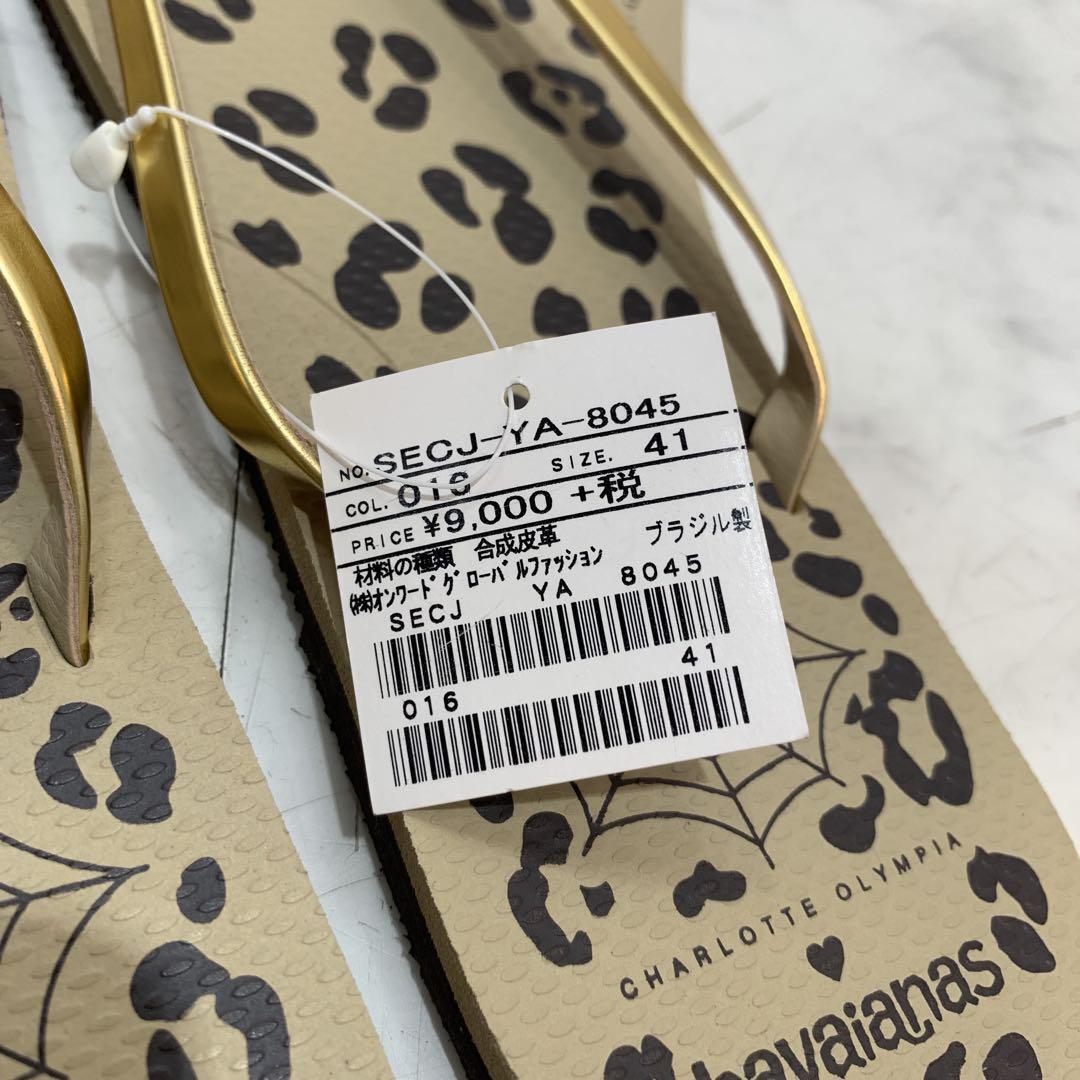 NO. SECJ-YA-8045
COL. 016 SIZE. 41
PRICE ¥9,000 +税
材料の種類 合成皮革 ブラジル製
㈱オンワードグローバルファッション
SECJ YA 8045
016 41
CHARLOTTE OLYMPIA
♥
havaianas